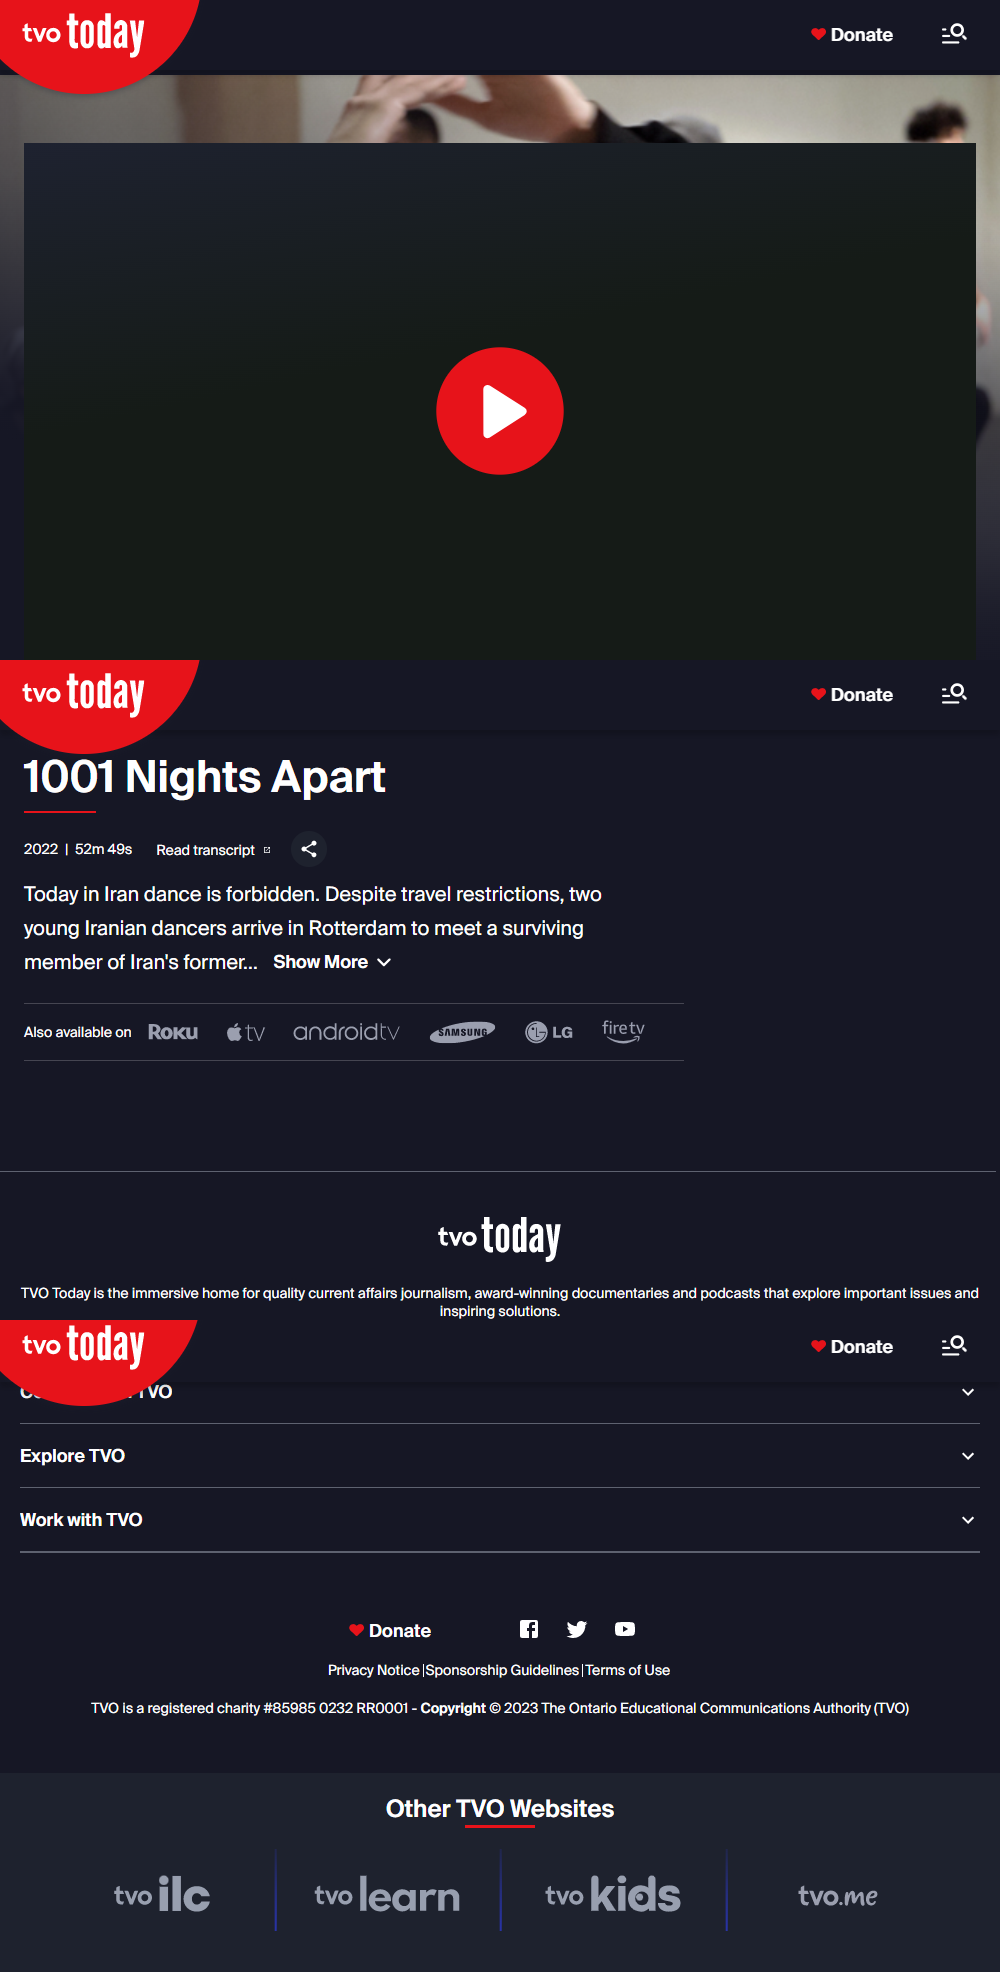 tvo today
Donate
tvo today
Donate
1001 Nights Apart
2022 | 52m 49s Read transcript
Today in Iran dance is forbidden. Despite travel restrictions, two
young Iranian dancers arrive in Rotterdam to meet a surviving
member of Iran's former... Show More
Also available on ROKU tv androidtv SAMSUNG LG fire tv
tvo today
TVO Today is the immersive home for quality current affairs journalism, award-winning documentaries and podcasts that explore important issues and
inspiring solutions.
tvo today
Donate
TVO
Explore TVO
Work with TVO
Donate
Privacy Notice|Sponsorship Guidelines|Terms of Use
TVO is a registered charity #85985 0232 RR0001 - Copyright © 2023 The Ontario Educational Communications Authority (TVO)
Other TVO Websites
tvo ilc
tvo learn
tvo kids
tvo.me